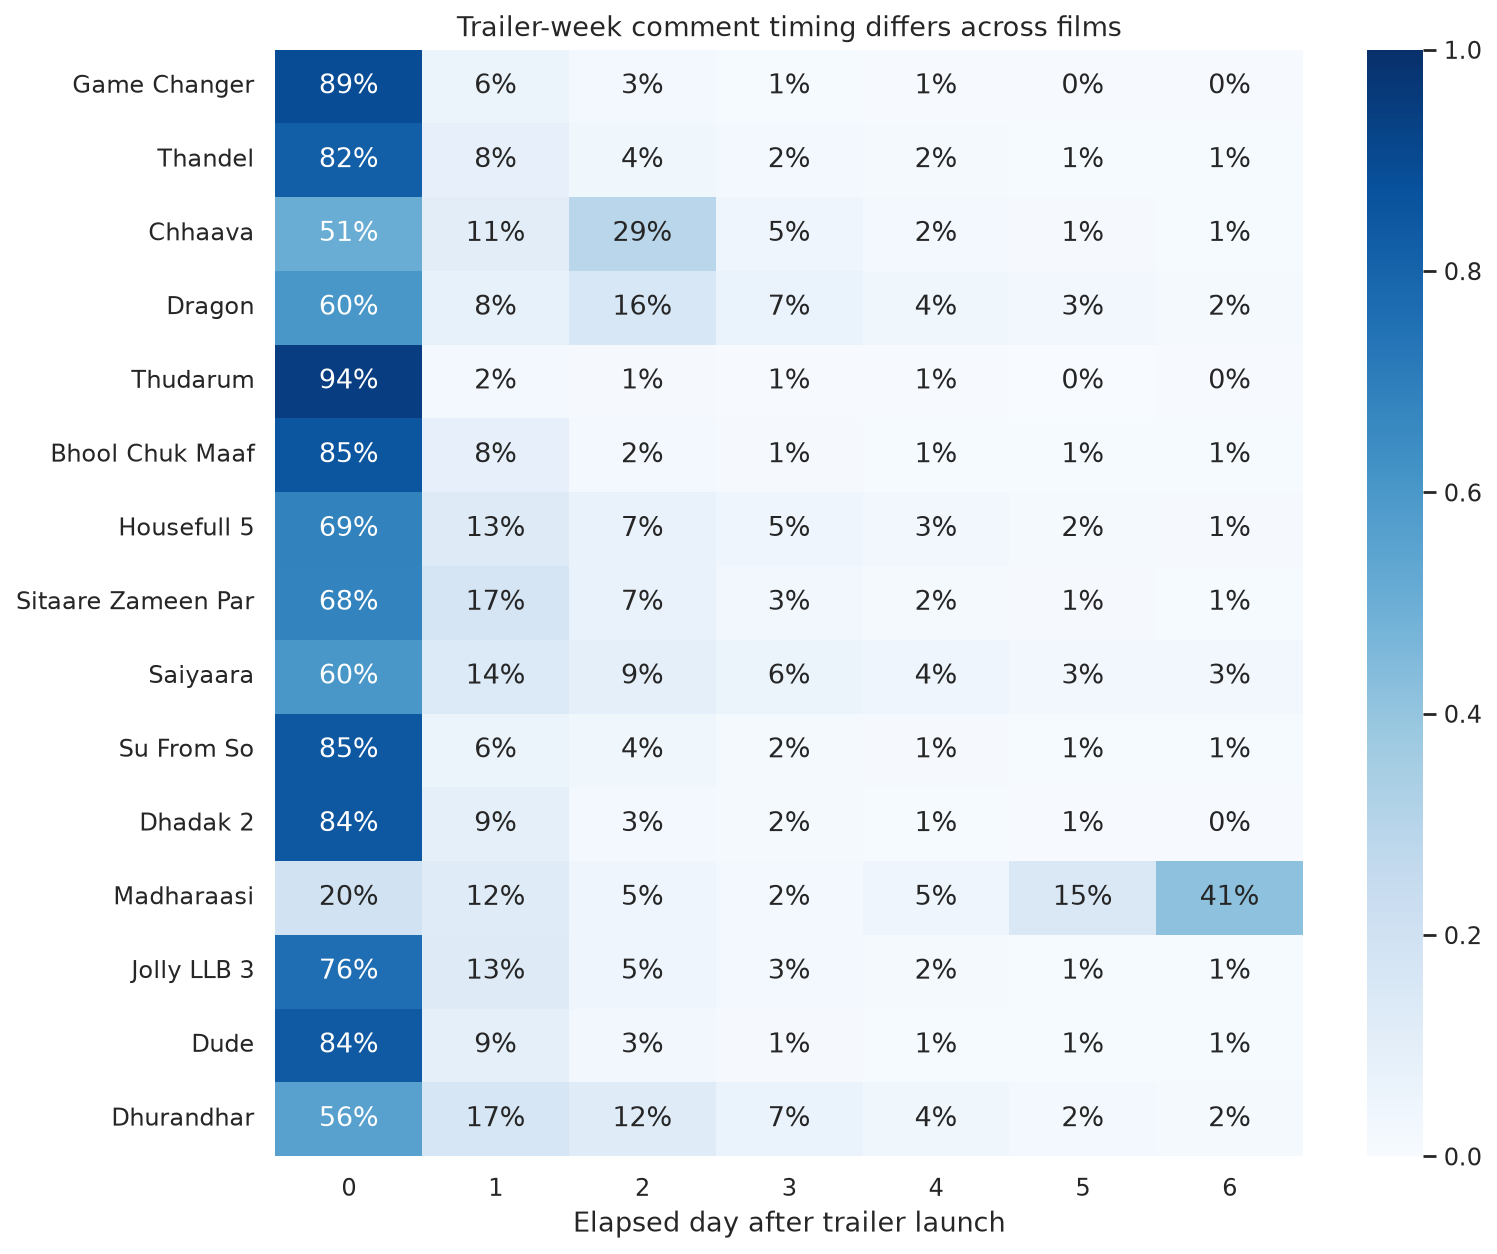 Trailer-week comment timing differs across films
Game Changer 89% 6% 3% 1% 1% 0% 0%
Thandel 82% 8% 4% 2% 2% 1% 1%
Chhaava 51% 11% 29% 5% 2% 1% 1%
Dragon 60% 8% 16% 7% 4% 3% 2%
Thudarum 94% 2% 1% 1% 1% 0% 0%
Bhool Chuk Maaf 85% 8% 2% 1% 1% 1% 1%
Housefull 5 69% 13% 7% 5% 3% 2% 1%
Sitaare Zameen Par 68% 17% 7% 3% 2% 1% 1%
Saiyaara 60% 14% 9% 6% 4% 3% 3%
Su From So 85% 6% 4% 2% 1% 1% 1%
Dhadak 2 84% 9% 3% 2% 1% 1% 0%
Madharaasi 20% 12% 5% 2% 5% 15% 41%
Jolly LLB 3 76% 13% 5% 3% 2% 1% 1%
Dude 84% 9% 3% 1% 1% 1% 1%
Dhurandhar 56% 17% 12% 7% 4% 2% 2%
0 1 2 3 4 5 6
Elapsed day after trailer launch
1.0
0.8
0.6
0.4
0.2
0.0